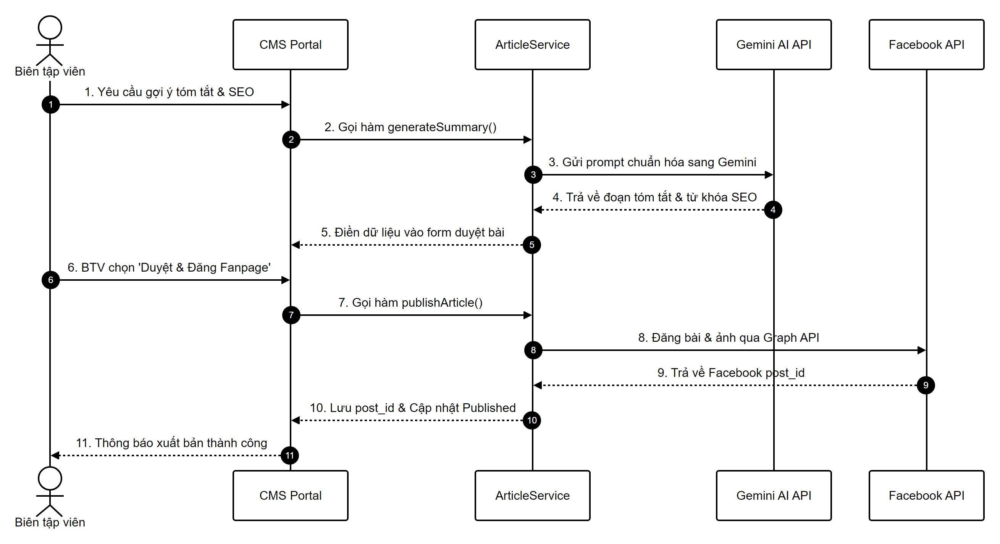 CMS Portal
ArticleService
Gemini AI API
Facebook API
Biên tập viên
1. Yêu cầu gợi ý tóm tắt & SEO
1
2. Gọi hàm generateSummary()
2
3. Gửi prompt chuẩn hóa sang Gemini
3
4. Trả về đoạn tóm tắt & từ khóa SEO
4
5. Điền dữ liệu vào form duyệt bài
5
6. BTV chọn 'Duyệt & Đăng Fanpage'
6
7. Gọi hàm publishArticle()
7
8. Đăng bài & ảnh qua Graph API
8
9. Trả về Facebook post_id
9
10. Lưu post_id & Cập nhật Published
10
11. Thông báo xuất bản thành công
11
CMS Portal
ArticleService
Gemini AI API
Facebook API
Biên tập viên